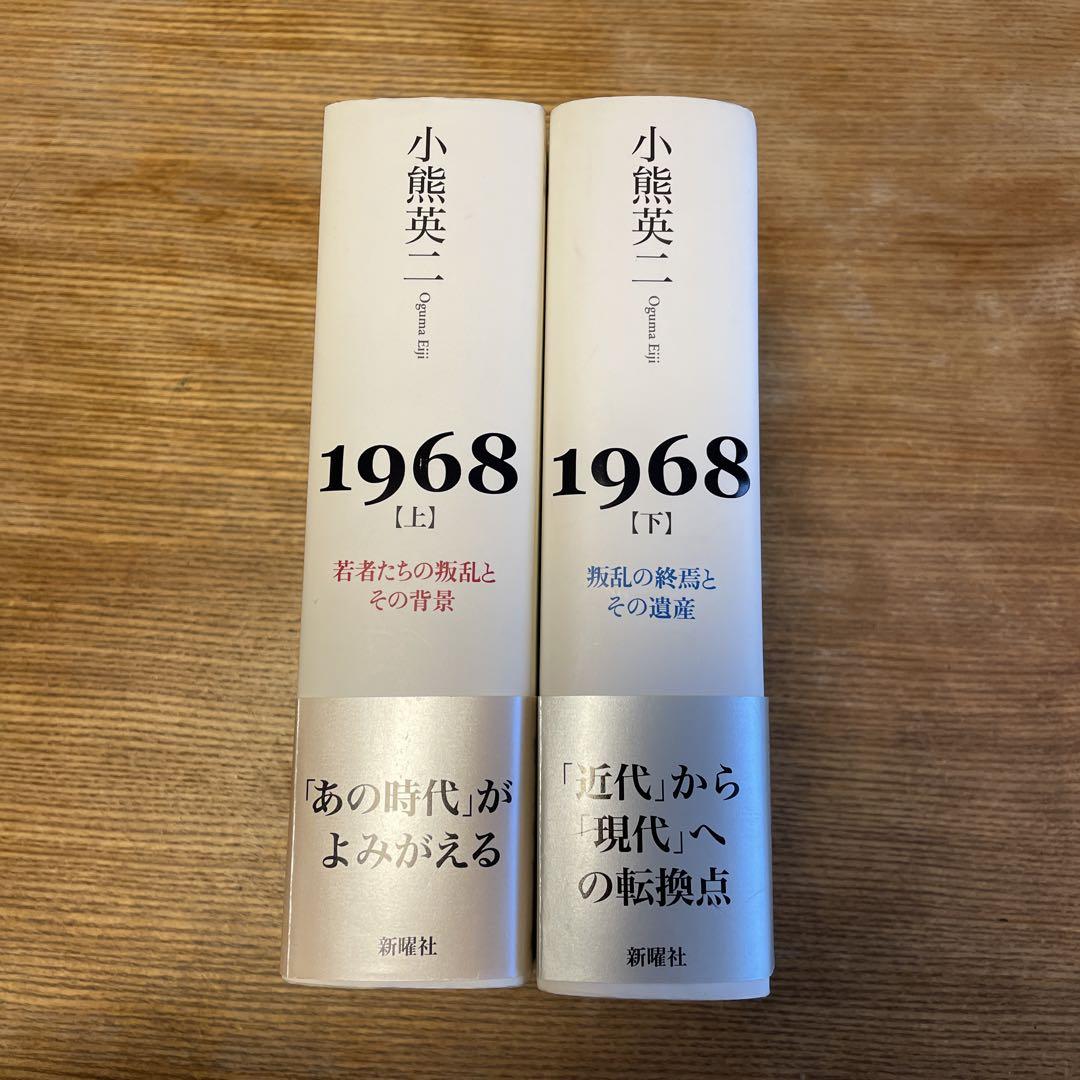 小熊英二
Oguma Eiji
1968
【上】
若者たちの叛乱と
その背景
「あの時代」が
よみがえる
新曜社
小熊英二
Oguma Eiji
1968
【下】
叛乱の終焉と
その遺産
「近代」から
「現代」へ
の転換点
新曜社